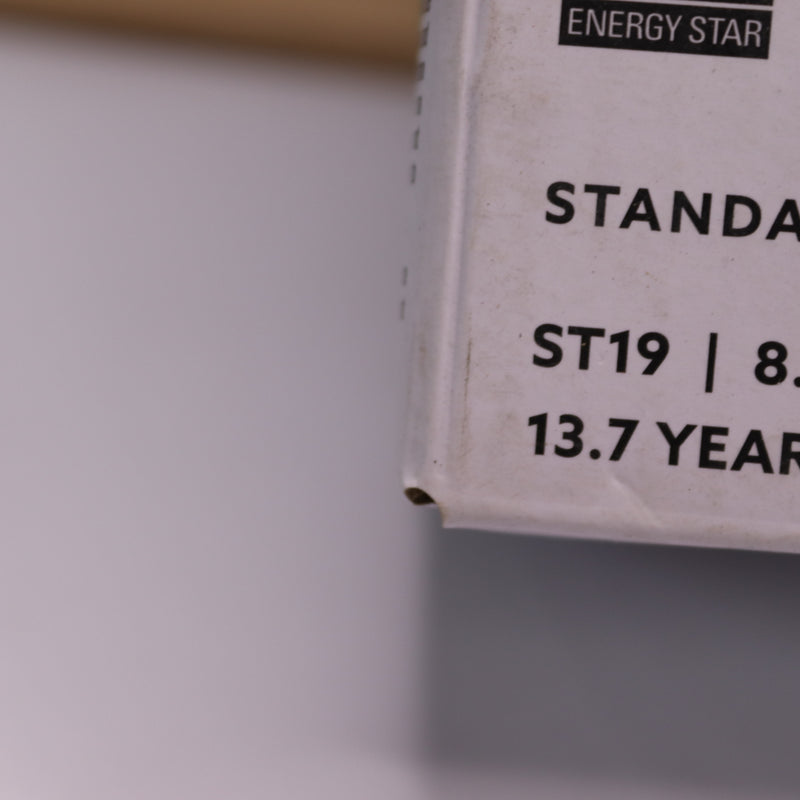 ENERGY STAR
STANDA
ST19 | 8.
13.7 YEAR